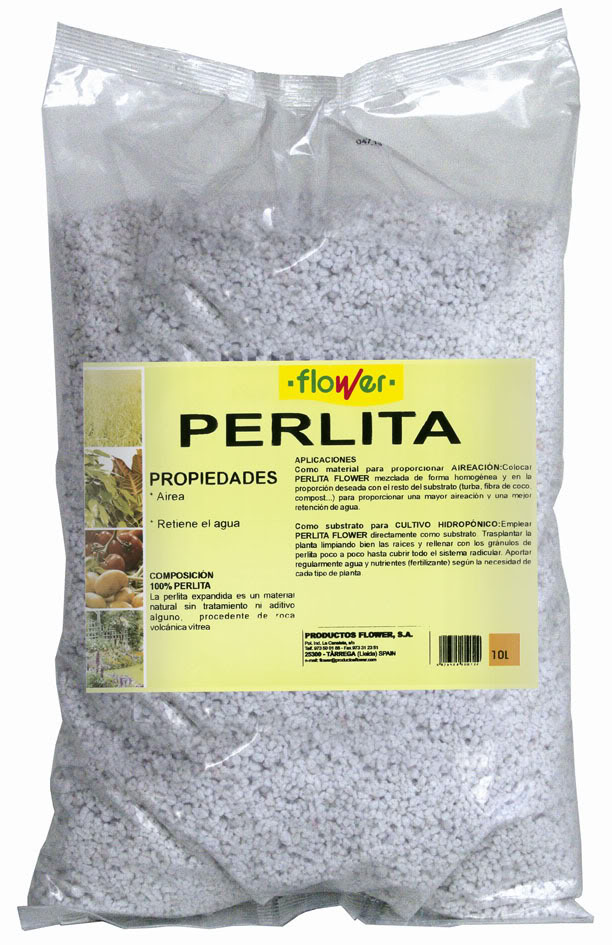 ·flower·
PERLITA
PROPIEDADES
* Airea
* Retiene el agua
COMPOSICIÓN
100% PERLITA
La perlita expandida es un material
natural sin tratamiento ni aditivo
alguno, procedente de roca
volcánica vítrea
APLICACIONES
Como material para proporcionar AIREACIÓN:Colocar
PERLITA FLOWER mezclada de forma homogénea y en la
proporción deseada con el resto del substrato (turba, fibra de coco,
compost...) para proporcionar una mayor aireación y una mejor
retención de agua.
Como substrato para CULTIVO HIDROPÓNICO:Emplear
PERLITA FLOWER directamente como substrato. Trasplantar la
planta limpiando bien las raices y rellenar con los gránulos de
perlita poco a poco hasta cubrir todo el sistema radicular. Aportar
regularmente agua y nutrientes (fertilizante) según la necesidad de
cada tipo de planta
PRODUCTOS FLOWER, S.A.
Pol. Ind. La Canaleta, s/n
Telf. 973 50 01 88 - Fax 973 31 23 51
25300 - TÀRREGA (Lleida) SPAIN
e-mail: flower@productosflower.com
10L